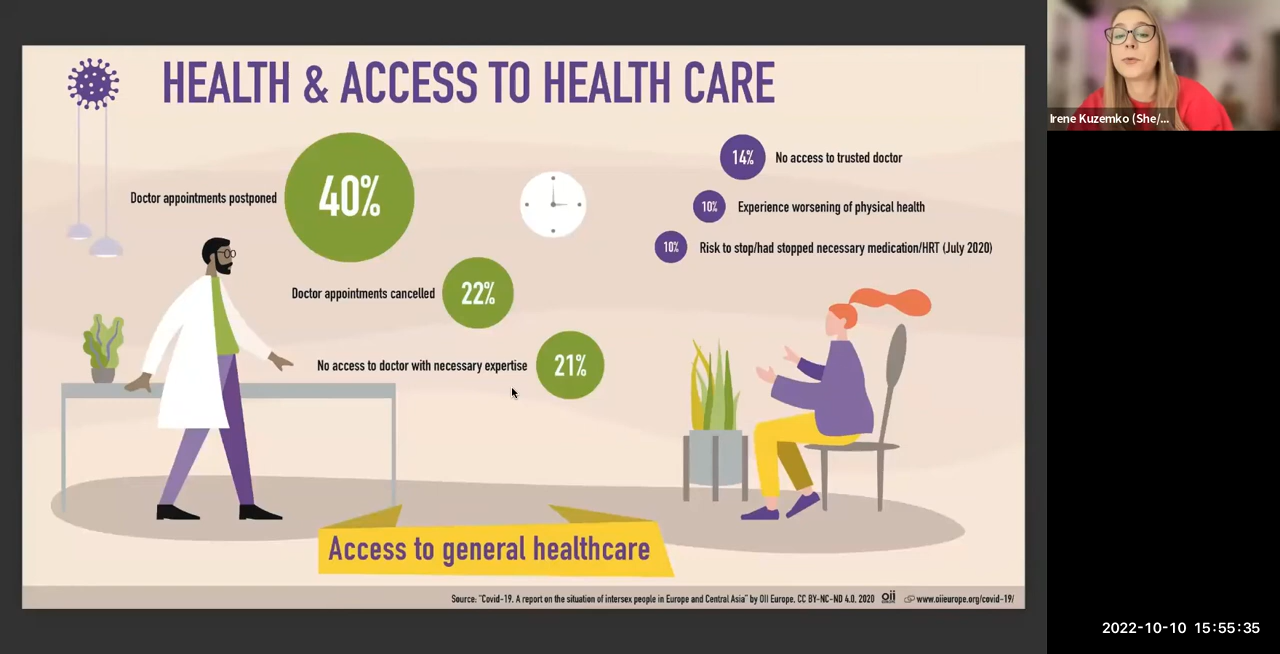 HEALTH & ACCESS TO HEALTH CARE
Doctor appointments postponed
40%
Doctor appointments cancelled
22%
No access to doctor with necessary expertise
21%
14%
No access to trusted doctor
10%
Experience worsening of physical health
10%
Risk to stop/had stopped necessary medication/HRT (July 2020)
Access to general healthcare
Source: "Covid-19. A report on the situation of intersex people in Europe and Central Asia" by OII Europe, CC BY-NC-ND 4.0, 2020
oii
www.oiieurope.org/covid-19/
Irene Kuzemko (She/...
2022-10-10 15:55:35